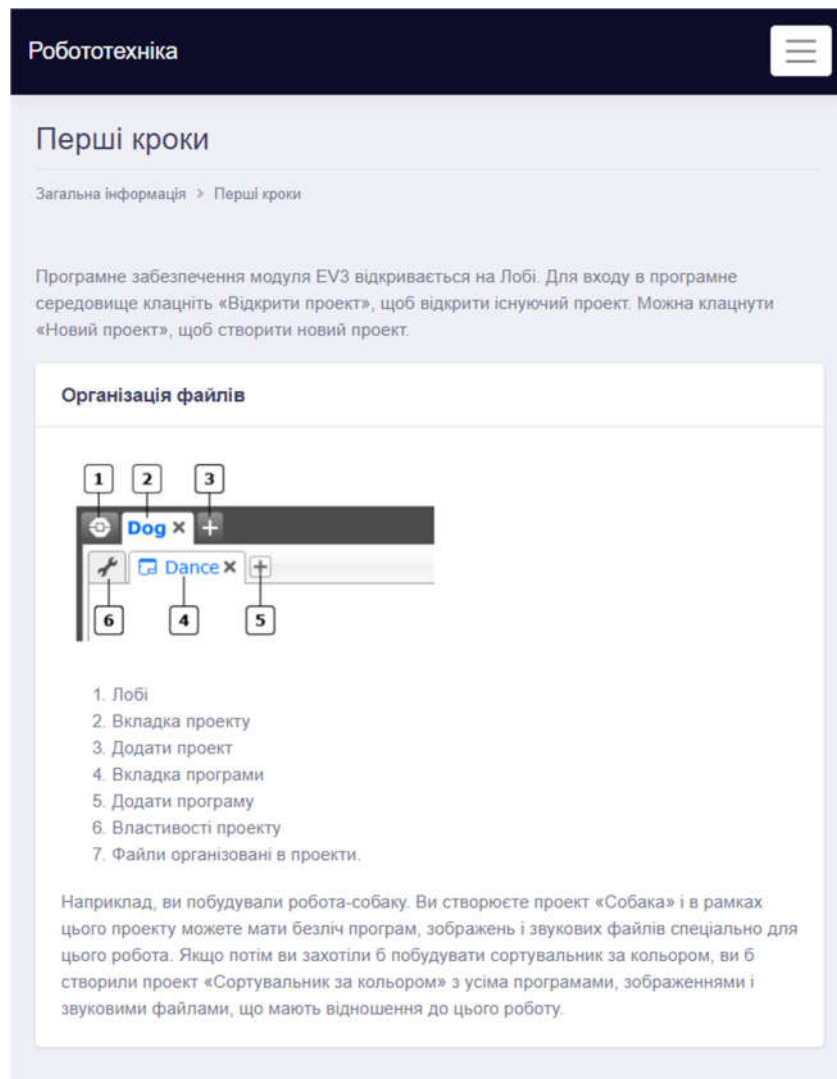 Робототехніка
Перші кроки
Загальна інформація > Перші кроки
Програмне забезпечення модуля EV3 відкривається на Лобі. Для входу в програмне
середовище клацніть «Відкрити проект», щоб відкрити існуючий проект. Можна клацнути
«Новий проект», щоб створити новий проект.
Організація файлів
1 2 3
Dog × +
Dance × +
6 4 5
1. Лобі
2. Вкладка проекту
3. Додати проект
4. Вкладка програми
5. Додати програму
6. Властивості проекту
7. Файли організовані в проекти.
Наприклад, ви побудували робота-собаку. Ви створюєте проект «Собака» і в рамках
цього проекту можете мати безліч програм, зображень і звукових файлів спеціально для
цього робота. Якщо потім ви захотіли б побудувати сортувальник за кольором, ви б
створили проект «Сортувальник за кольором» з усіма програмами, зображеннями і
звуковими файлами, що мають відношення до цього роботу.